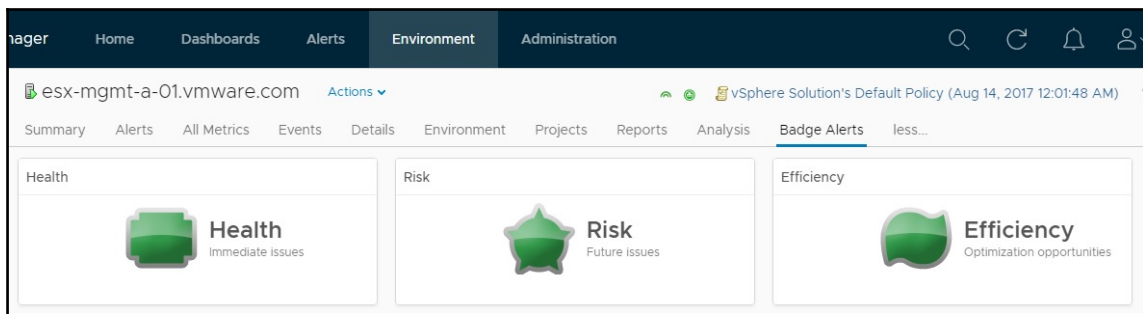 nager Home Dashboards Alerts Environment Administration
esx-mgmt-a-01.vmware.com Actions vSphere Solution's Default Policy (Aug 14, 2017 12:01:48 AM)
Summary Alerts All Metrics Events Details Environment Projects Reports Analysis Badge Alerts less...
Health Risk Efficiency
Health Risk Efficiency
Immediate issues Future issues Optimization opportunities